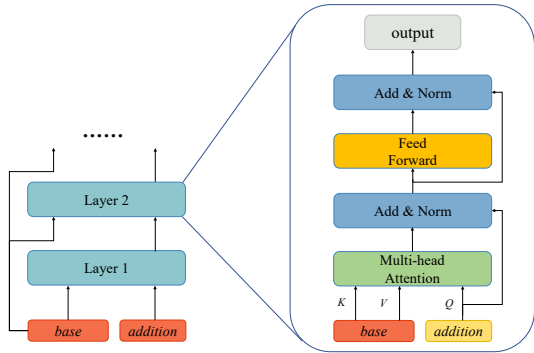 ......
Layer 2
Layer 1
base
addition
output
Add & Norm
Feed
Forward
Add & Norm
Multi-head
Attention
K
V
Q
base
addition